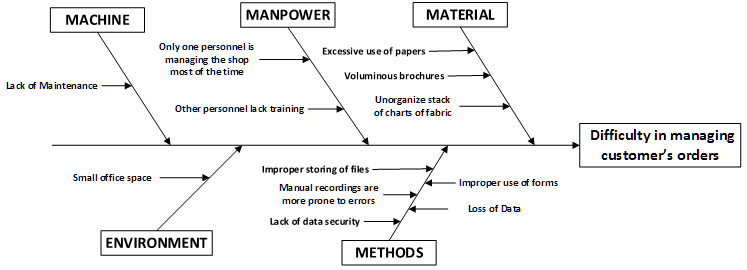 MACHINE
MANPOWER
MATERIAL
Only one personnel is
managing the shop
most of the time
Excessive use of papers
Lack of Maintenance
Voluminous brochures
Other personnel lack training
Unorganize stack
of charts of fabric
Difficulty in managing
customer's orders
Small office space
Improper storing of files
Manual recordings are
more prone to errors
Improper use of forms
Lack of data security
Loss of Data
ENVIRONMENT
METHODS